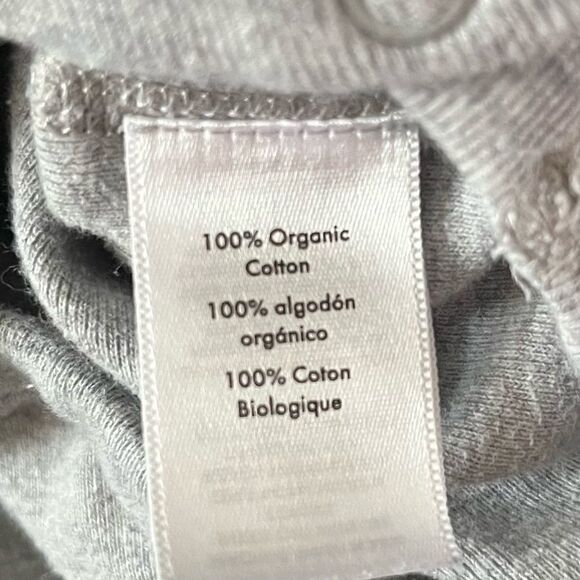 100% Organic
Cotton
100% algodón
orgánico
100% Coton
Biologique